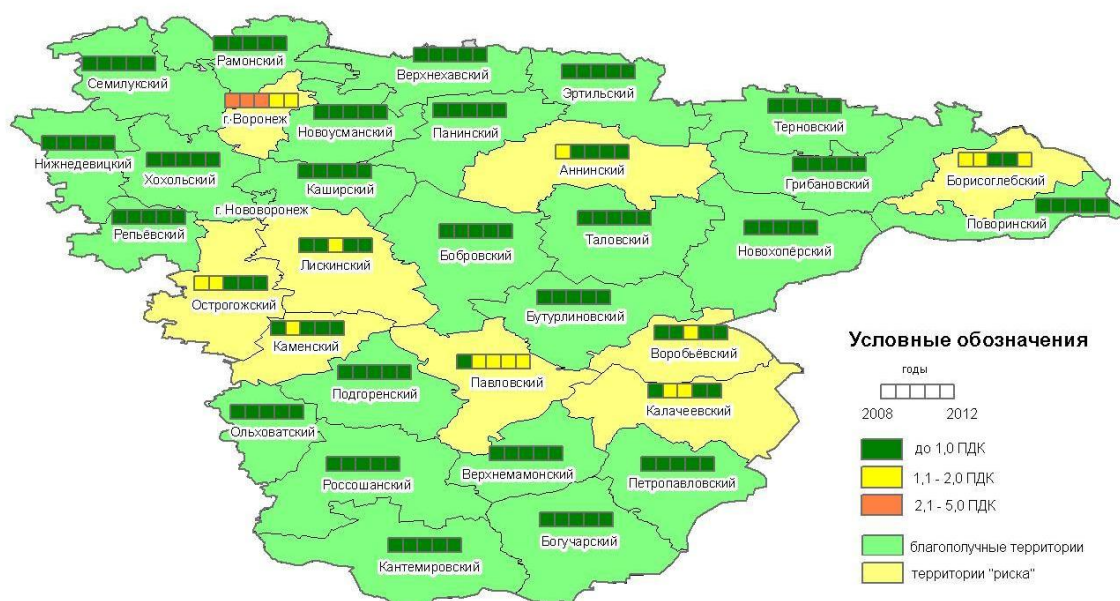 Рамонский
Семилукский
Верхнехавский
Эртильский
г.Воронеж
Новоусманский
Панинский
Терновский
Нижнедевицкий
Хохольский
Каширский
Аннинский
Грибановский
Борисоглебский
г. Нововоронеж
Репьёвский
Поворинский
Лискинский
Бобровский
Таловский
Новохопёрский
Острогожский
Бутурлиновский
Каменский
Воробьёвский
Павловский
Подгоренский
Калачеевский
Ольховатский
Россошанский
Верхнемамонский
Петропавловский
Богучарский
Кантемировский
Условные обозначения
годы
2008 2012
до 1,0 ПДК
1,1 - 2,0 ПДК
2,1 - 5,0 ПДК
благополучные территории
территории "риска"